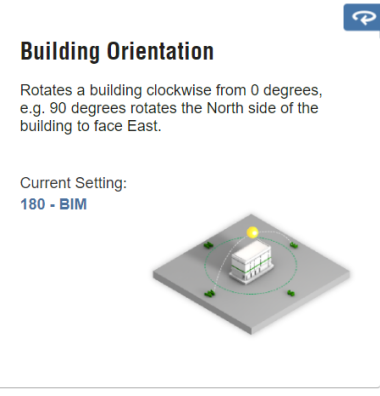 Building Orientation
Rotates a building clockwise from 0 degrees,
e.g. 90 degrees rotates the North side of the
building to face East.
Current Setting:
180 - BIM